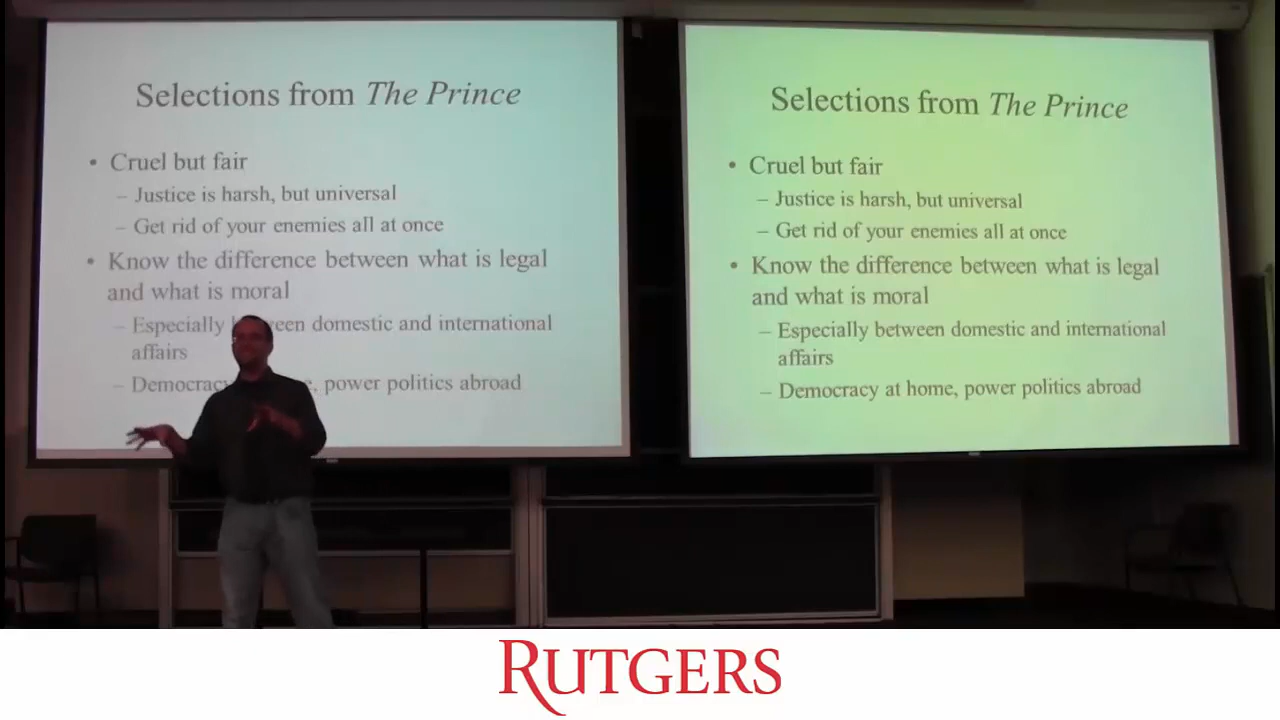 Selections from The Prince
• Cruel but fair
– Justice is harsh, but universal
– Get rid of your enemies all at once
• Know the difference between what is legal
and what is moral
– Especially between domestic and international
affairs
– Democracy power politics abroad
Selections from The Prince
• Cruel but fair
– Justice is harsh, but universal
– Get rid of your enemies all at once
• Know the difference between what is legal
and what is moral
– Especially between domestic and international
affairs
– Democracy at home, power politics abroad
RUTGERS